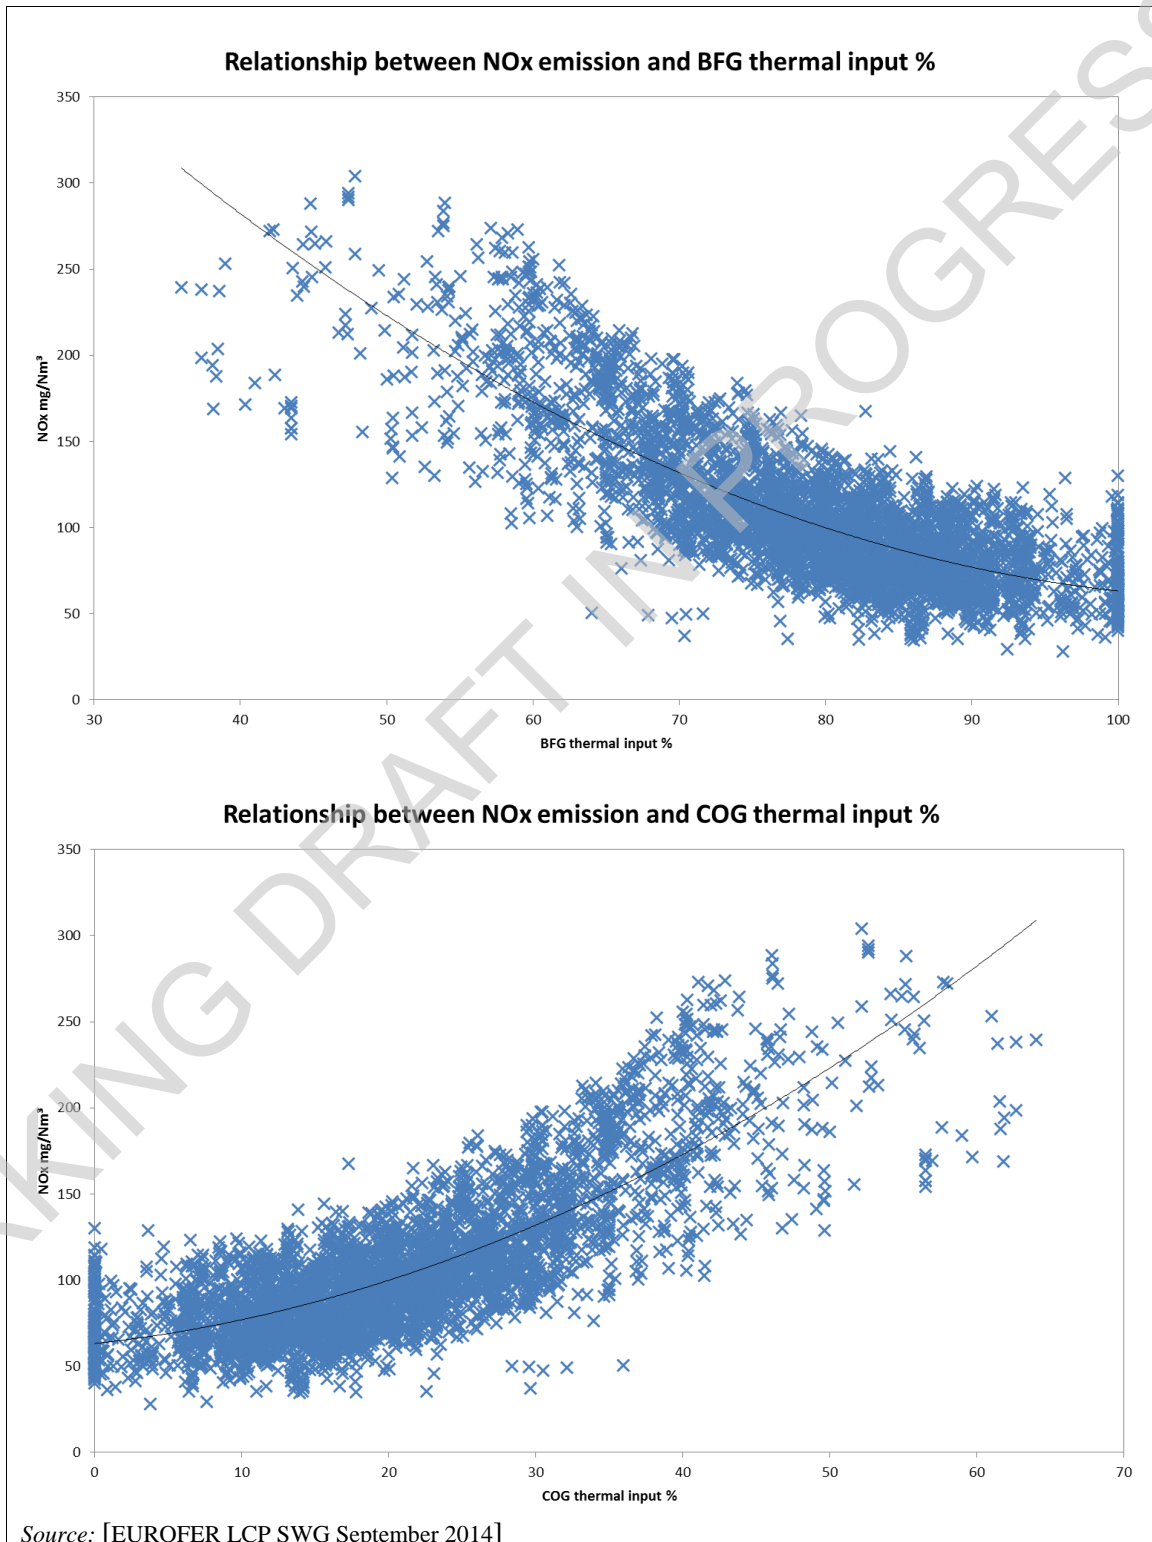 Relationship between NOx emission and BFG thermal input %
350
300
250
200
150
100
50
0
NOx mg/Nm³
30 40 50 60 70 80 90 100
BFG thermal input %
Relationship between NOx emission and COG thermal input %
350
300
250
200
150
100
50
0
NOx mg/Nm³
0 10 20 30 40 50 60 70
COG thermal input %
Source: [EUROFER LCP SWG September 2014]
KING DRAFT IN PROGRESS